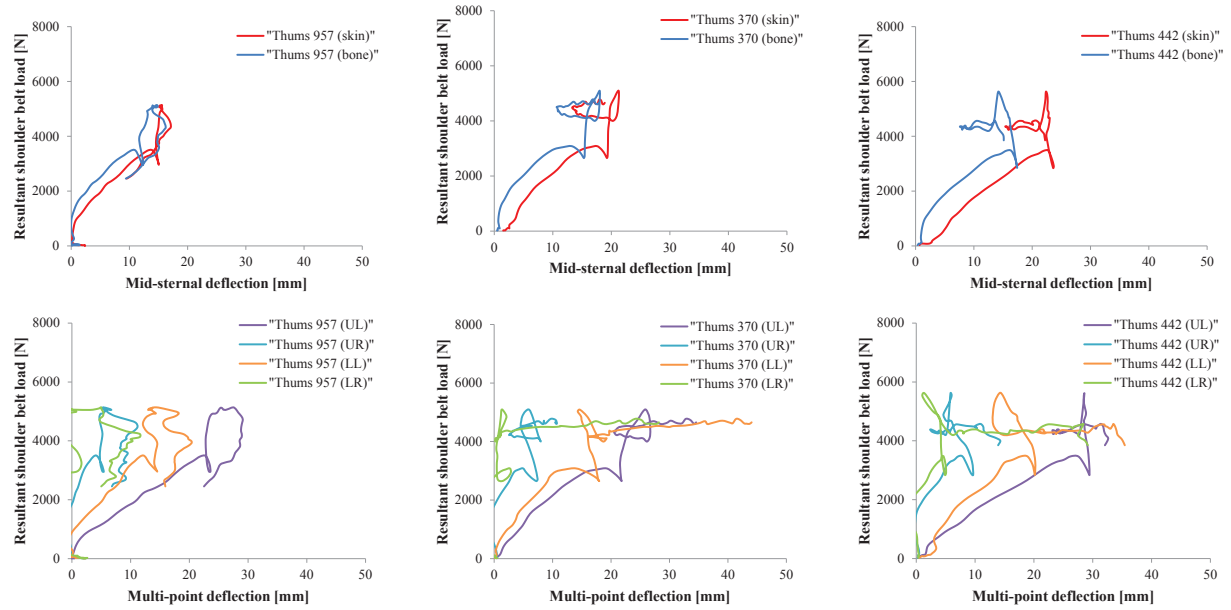 Resultant shoulder belt load [N]
8000
6000
4000
2000
0
0 10 20 30 40 50
Mid-sternal deflection [mm]
"Thums 957 (skin)"
"Thums 957 (bone)"
Resultant shoulder belt load [N]
8000
6000
4000
2000
0
0 10 20 30 40 50
Mid-sternal deflection [mm]
"Thums 370 (skin)"
"Thums 370 (bone)"
Resultant shoulder belt load [N]
8000
6000
4000
2000
0
0 10 20 30 40 50
Mid-sternal deflection [mm]
"Thums 442 (skin)"
"Thums 442 (bone)"
Resultant shoulder belt load [N]
8000
6000
4000
2000
0
0 10 20 30 40 50
Multi-point deflection [mm]
"Thums 957 (UL)"
"Thums 957 (UR)"
"Thums 957 (LL)"
"Thums 957 (LR)"
Resultant shoulder belt load [N]
8000
6000
4000
2000
0
0 10 20 30 40 50
Multi-point deflection [mm]
"Thums 370 (UL)"
"Thums 370 (UR)"
"Thums 370 (LL)"
"Thums 370 (LR)"
Resultant shoulder belt load [N]
8000
6000
4000
2000
0
0 10 20 30 40 50
Multi-point deflection [mm]
"Thums 442 (UL)"
"Thums 442 (UR)"
"Thums 442 (LL)"
"Thums 442 (LR)"